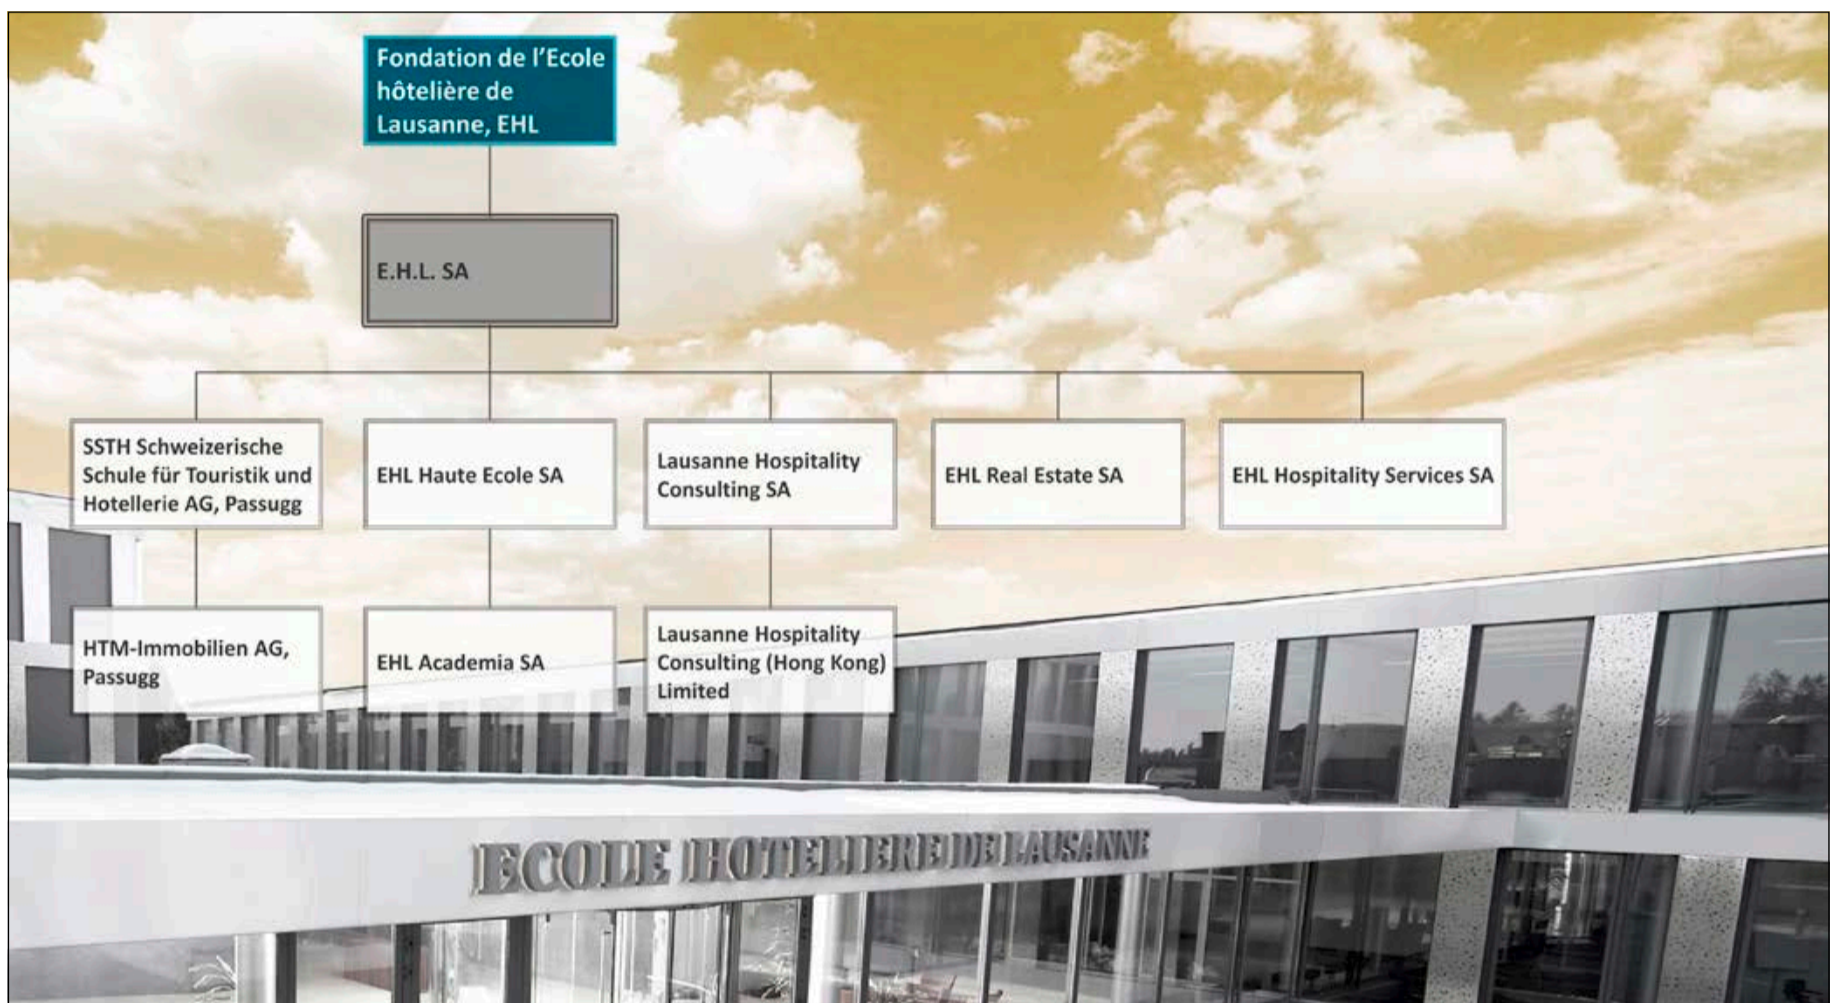 Fondation de l’Ecole
hôtelière de
Lausanne, EHL
E.H.L. SA
SSTH Schweizerische
Schule für Touristik und
Hotellerie AG, Passugg
EHL Haute Ecole SA
Lausanne Hospitality
Consulting SA
EHL Real Estate SA
EHL Hospitality Services SA
HTM-Immobilien AG,
Passugg
EHL Academia SA
Lausanne Hospitality
Consulting (Hong Kong)
Limited
ECOLE HOTELIERE DE LAUSANNE